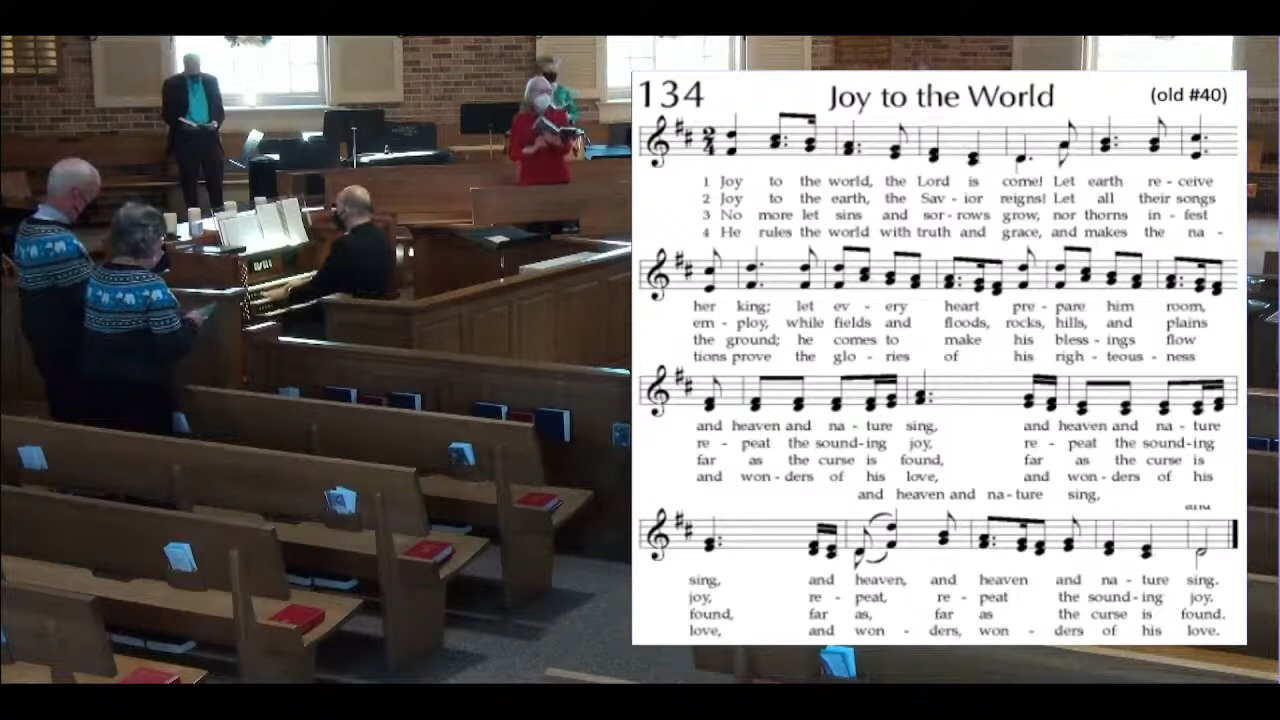 134 Joy to the World (old #40)
1 Joy to the world, the Lord is come! Let earth re - ceive
2 Joy to the earth, the Sav - ior reigns! Let all their songs
3 No more let sins and sor - rows grow, nor thorns in - fest
4 He rules the world with truth and grace, and makes the na -
her king; let ev - ery heart pre - pare him room,
em - ploy, while fields and floods, rocks, hills, and plains
the ground; he comes to make his bless - ings flow
tions prove the glo - ries of his righ - teous - ness
and heaven and na - ture sing, and heaven and na - ture
re - peat the sound - ing joy, re - peat the sound - ing
far as the curse is found, far as the curse is
and won - ders of his love, and won - ders of his
and heaven and na - ture sing,
and
sing, and heaven, and heaven and na - ture sing.
joy, re - peat, re - peat the sound - ing joy.
found, far as, far as the curse is found.
love, and won - ders, won - ders of his love.